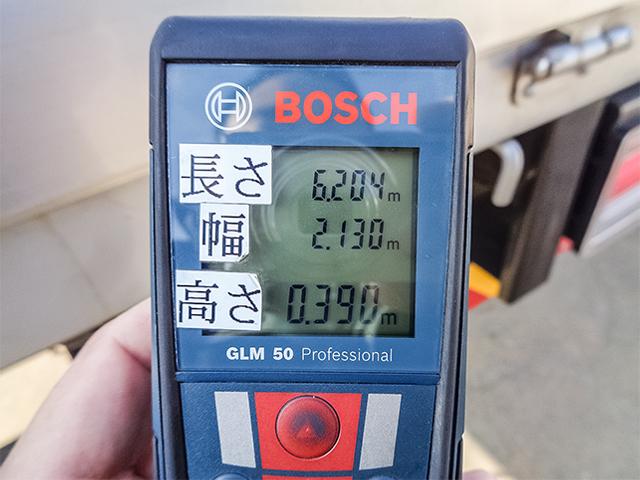 BOSCH
長さ 6.204 m
幅 2.130 m
高さ 0.390 m
GLM 50 Professional